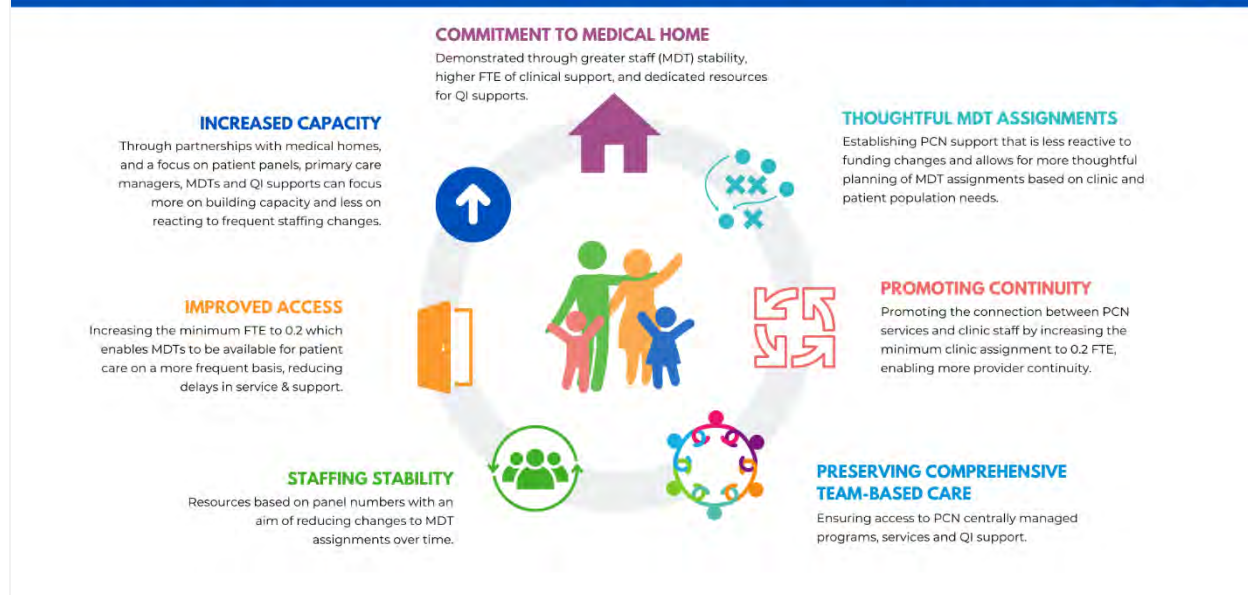 COMMITMENT TO MEDICAL HOME
Demonstrated through greater staff (MDT) stability,
higher FTE of clinical support, and dedicated resources
for QI supports.
THOUGHTFUL MDT ASSIGNMENTS
Establishing PCN support that is less reactive to
funding changes and allows for more thoughtful
planning of MDT assignments based on clinic and
patient population needs.
PROMOTING CONTINUITY
Promoting the connection between PCN
services and clinic staff by increasing the
minimum clinic assignment to 0.2 FTE,
enabling more provider continuity.
PRESERVING COMPREHENSIVE
TEAM-BASED CARE
Ensuring access to PCN centrally managed
programs, services and QI support.
STAFFING STABILITY
Resources based on panel numbers with an
aim of reducing changes to MDT
assignments over time.
IMPROVED ACCESS
Increasing the minimum FTE to 0.2 which
enables MDTs to be available for patient
care on a more frequent basis, reducing
delays in service & support.
INCREASED CAPACITY
Through partnerships with medical homes,
and a focus on patient panels, primary care
managers, MDTs and QI supports can focus
more on building capacity and less on
reacting to frequent staffing changes.